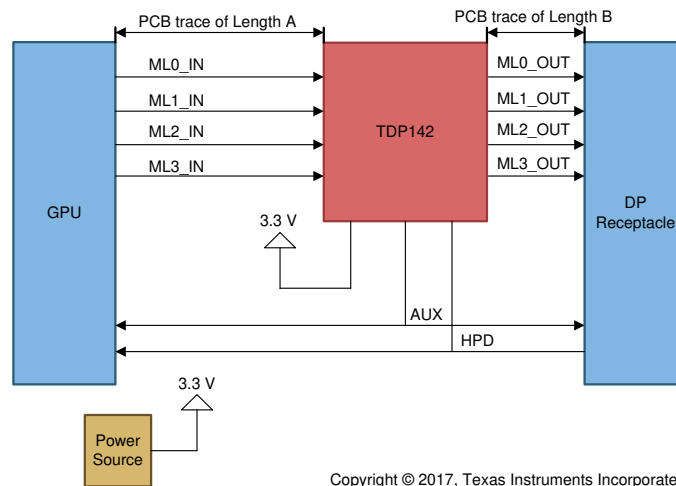 PCB trace of Length A
PCB trace of Length B
ML0_IN
ML0_OUT
ML1_IN
ML1_OUT
ML2_IN
ML2_OUT
ML3_IN
ML3_OUT
TDP142
GPU
DP
Receptacle
3.3 V
AUX
HPD
3.3 V
Power
Source
Copyright © 2017, Texas Instruments Incorporate